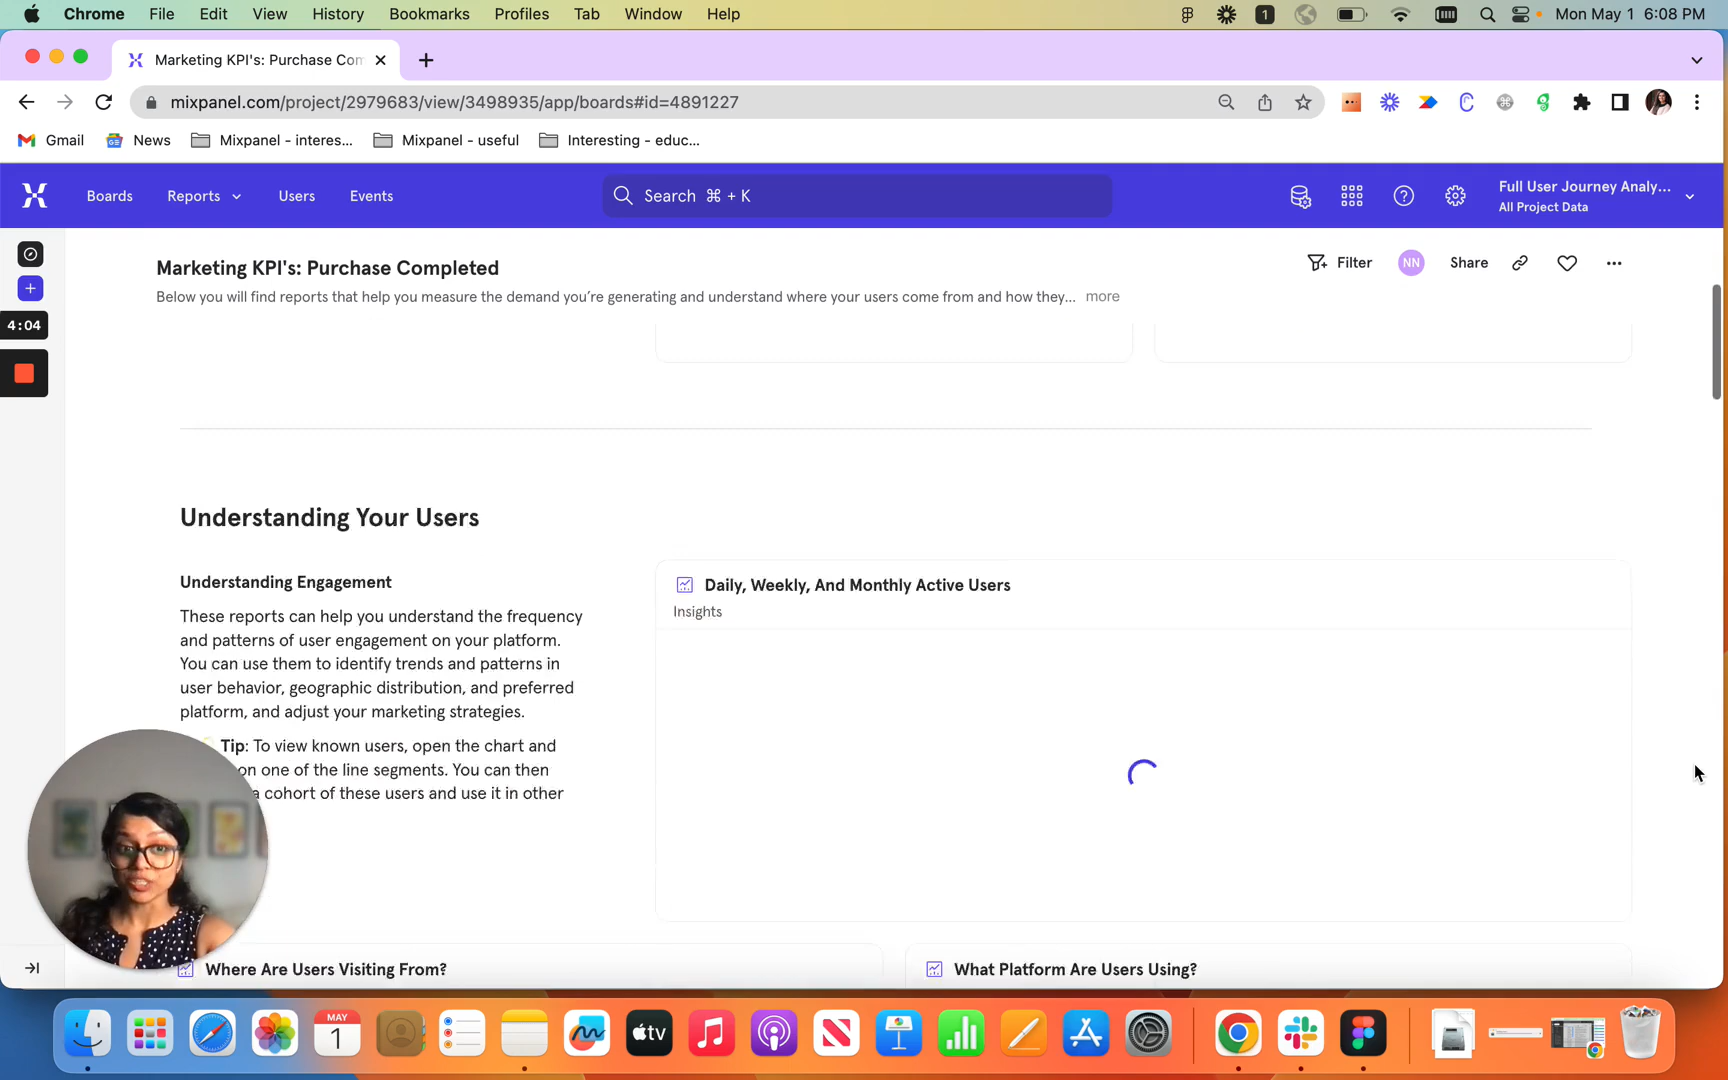 Chrome File Edit View History Bookmarks Profiles Tab Window Help 1 Mon May 1 6:08 PM
Marketing KPI's: Purchase Con
mixpanel.com/project/2979683/view/3498935/app/boards#id=4891227
Gmail News Mixpanel - interes... Mixpanel - useful Interesting - educ...
Boards Reports Users Events Search ⌘ + K Full User Journey Analy...
All Project Data
Marketing KPI's: Purchase Completed Filter NN Share
Below you will find reports that help you measure the demand you're generating and understand where your users come from and how they... more
4:04
Understanding Your Users
Understanding Engagement
These reports can help you understand the frequency
and patterns of user engagement on your platform.
You can use them to identify trends and patterns in
user behavior, geographic distribution, and preferred
platform, and adjust your marketing strategies.
Tip: To view known users, open the chart and
on one of the line segments. You can then
a cohort of these users and use it in other
Daily, Weekly, And Monthly Active Users
Insights
Where Are Users Visiting From? What Platform Are Users Using?
MAY
1
tv